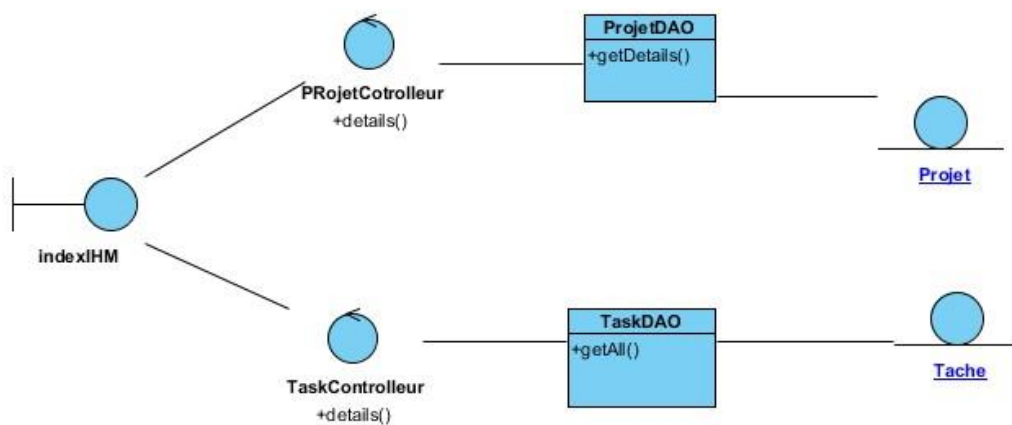 ProjetDAO
+getDetails()
PRojetCotrolleur
+details()
Projet
indexIHM
TaskDAO
+getAll()
Tache
TaskControlleur
+details()